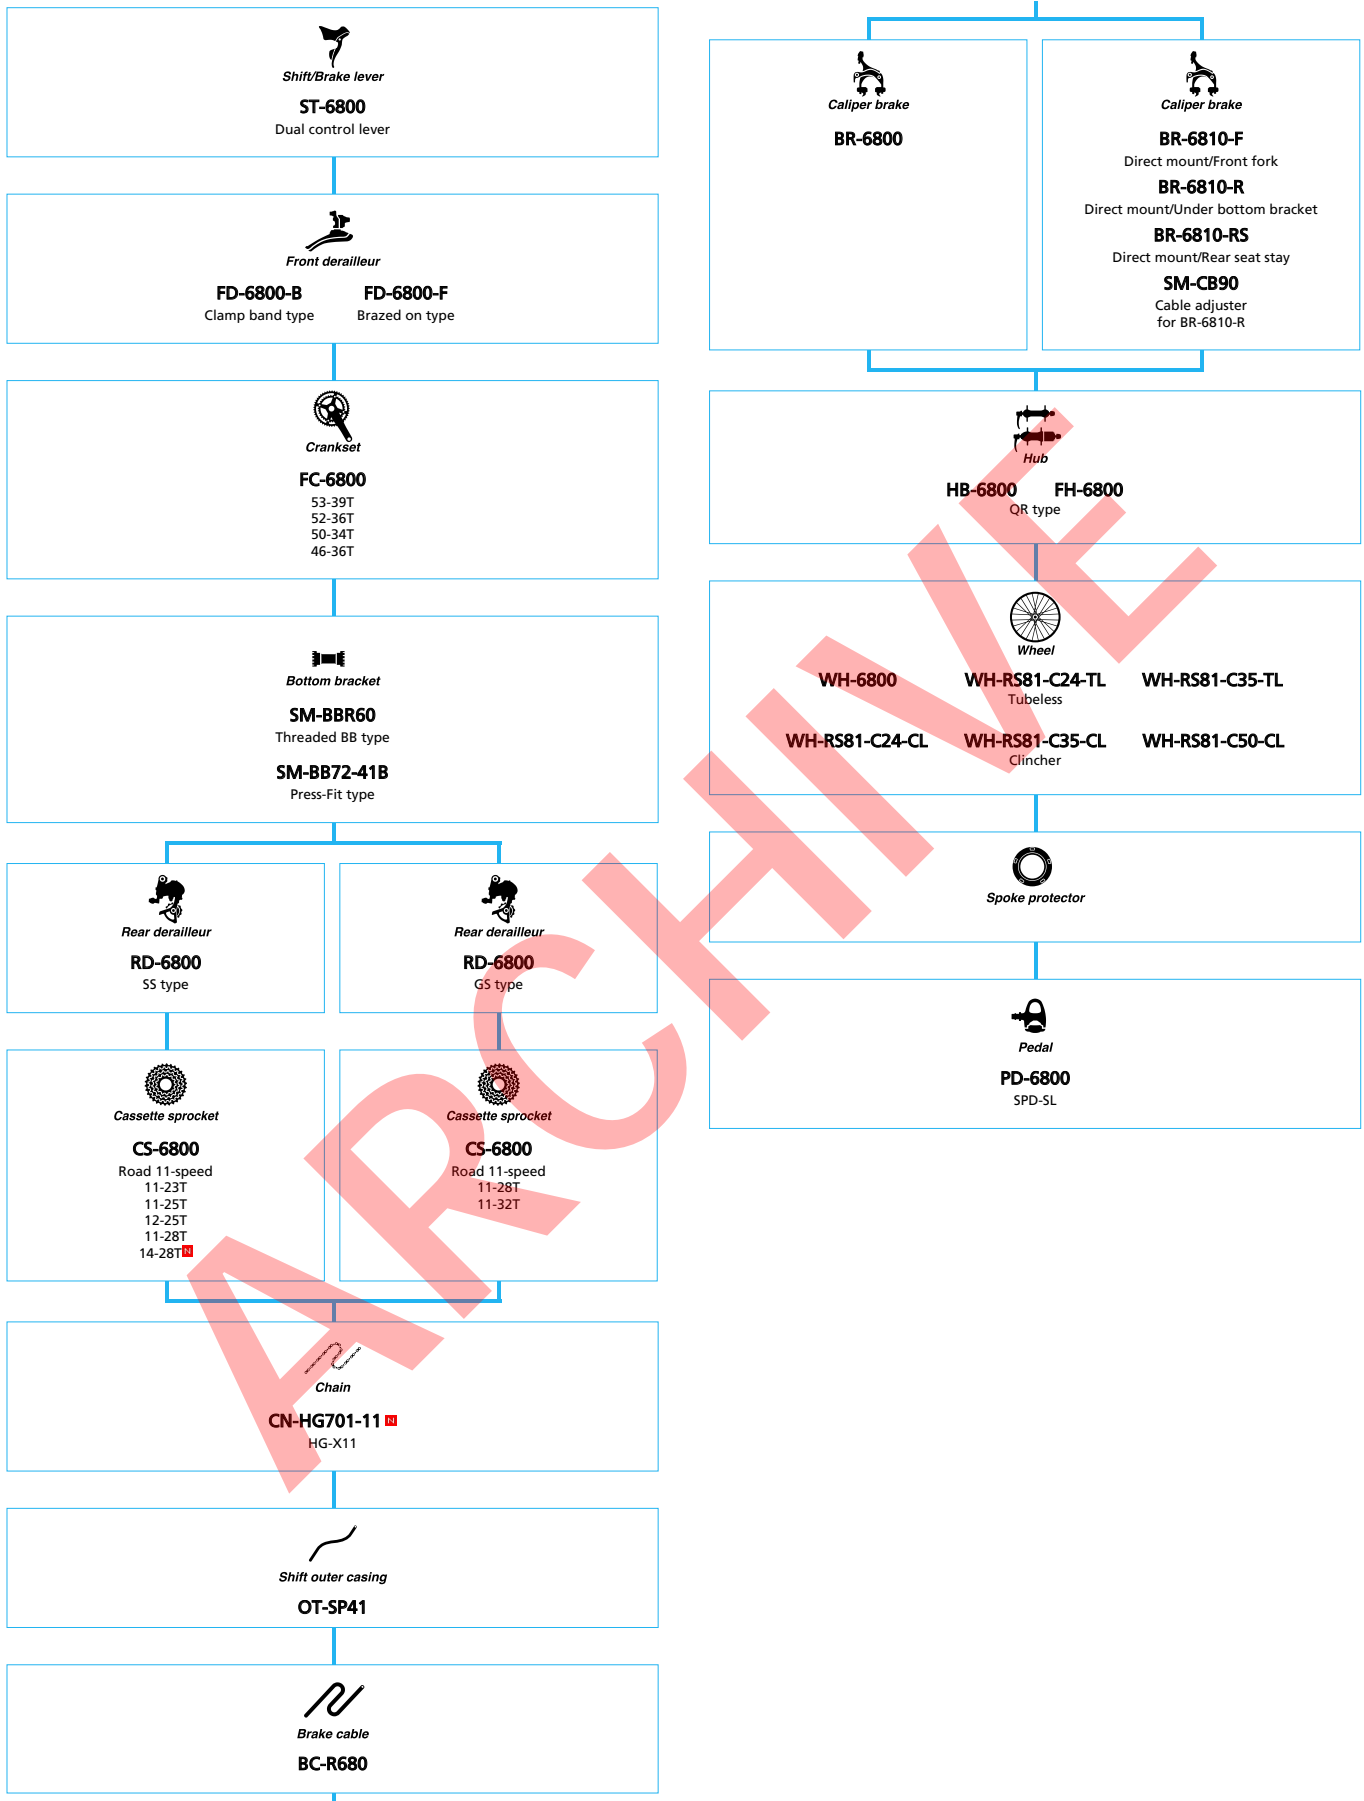 Shift/Brake lever
ST-6800
Dual control lever
Front derailleur
FD-6800-B FD-6800-F
Clamp band type Brazed on type
Crankset
FC-6800
53-39T
52-36T
50-34T
46-36T
Bottom bracket
SM-BBR60
Threaded BB type
SM-BB72-41B
Press-Fit type
Rear derailleur
RD-6800
SS type
Rear derailleur
RD-6800
GS type
Cassette sprocket
CS-6800
Road 11-speed
11-23T
11-25T
12-25T
11-28T
14-28T N
Cassette sprocket
CS-6800
Road 11-speed
11-28T
11-32T
Chain
CN-HG701-11 N
HG-X11
Shift outer casing
OT-SP41
Brake cable
BC-R680
Caliper brake
BR-6800
Caliper brake
BR-6810-F
Direct mount/Front fork
BR-6810-R
Direct mount/Under bottom bracket
BR-6810-RS
Direct mount/Rear seat stay
SM-CB90
Cable adjuster
for BR-6810-R
Hub
HB-6800 FH-6800
QR type
Wheel
WH-6800 WH-RS81-C24-TL WH-RS81-C35-TL
Tubeless
WH-RS81-C24-CL WH-RS81-C35-CL WH-RS81-C50-CL
Clincher
Spoke protector
Pedal
PD-6800
SPD-SL
ARCHIVE